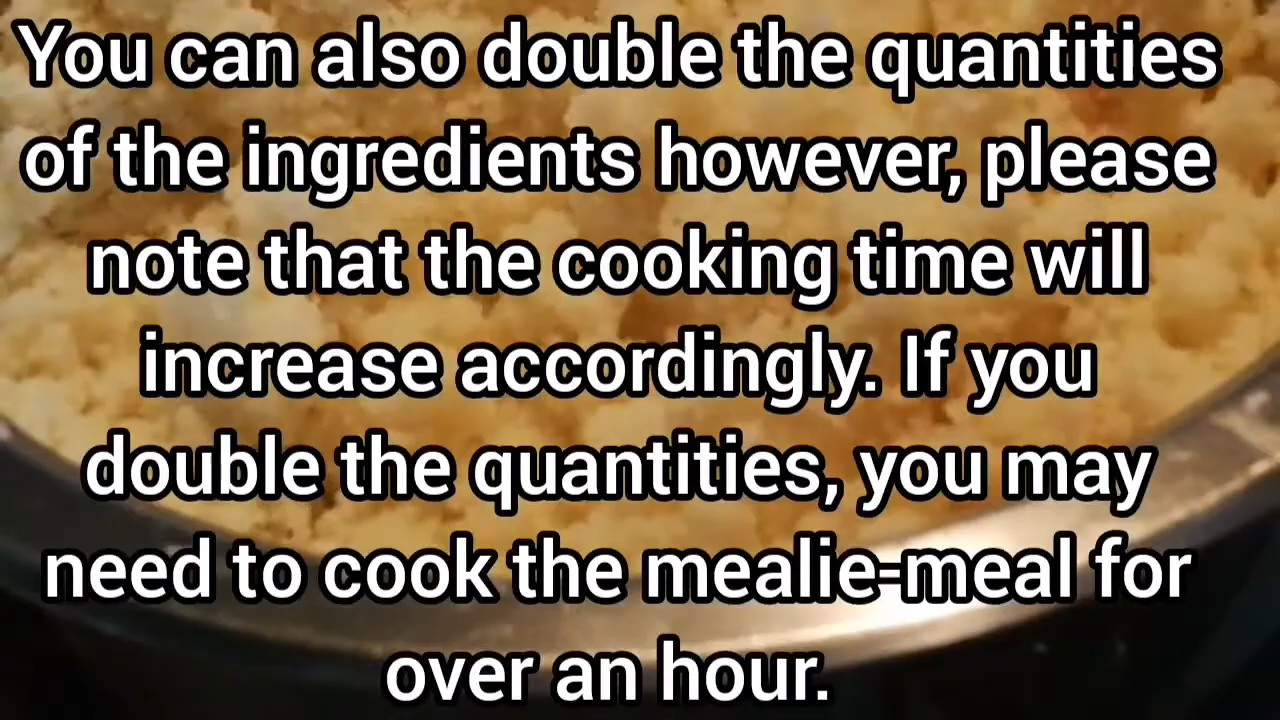 You can also double the quantities
of the ingredients however, please
note that the cooking time will
increase accordingly. If you
double the quantities, you may
need to cook the mealie-meal for
over an hour.